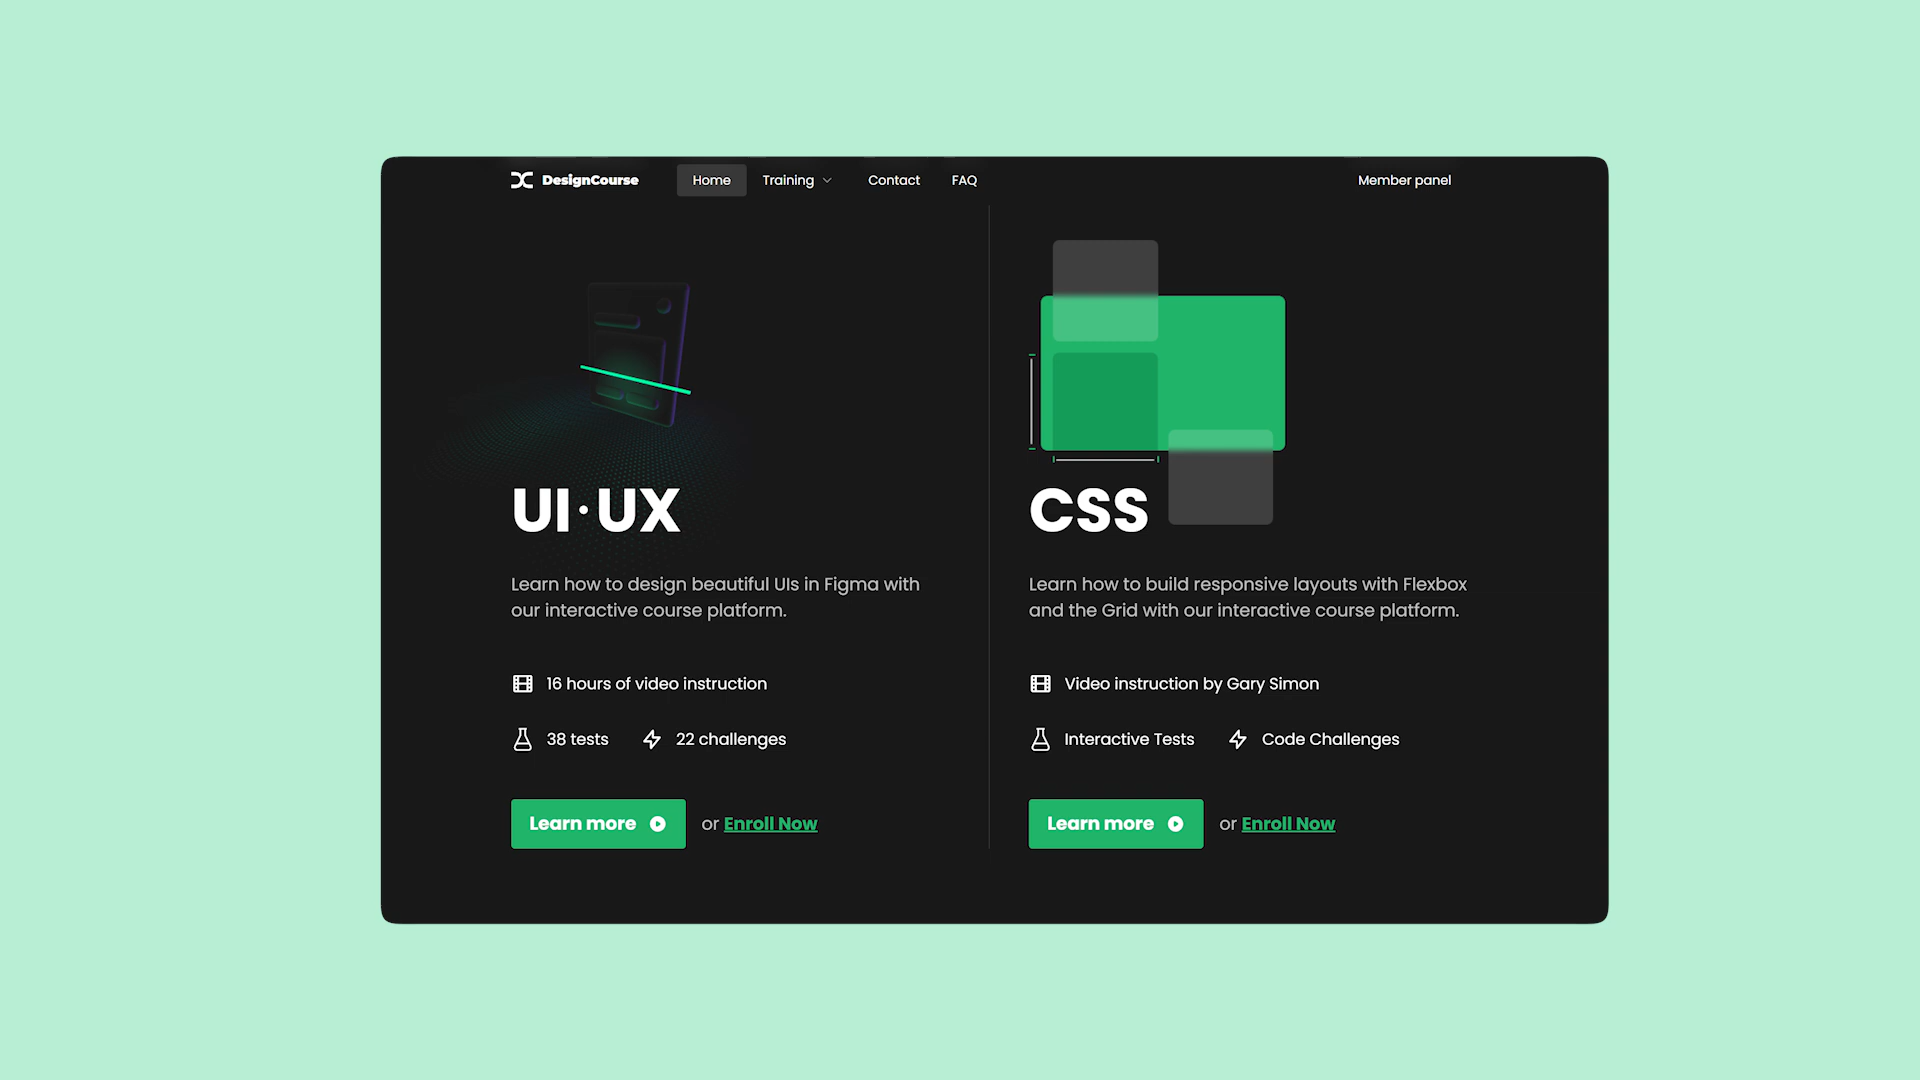 DesignCourse Home Training Contact FAQ Member panel
UI·UX
Learn how to design beautiful UIs in Figma with
our interactive course platform.
16 hours of video instruction
38 tests 22 challenges
Learn more or Enroll Now
CSS
Learn how to build responsive layouts with Flexbox
and the Grid with our interactive course platform.
Video instruction by Gary Simon
Interactive Tests Code Challenges
Learn more or Enroll Now